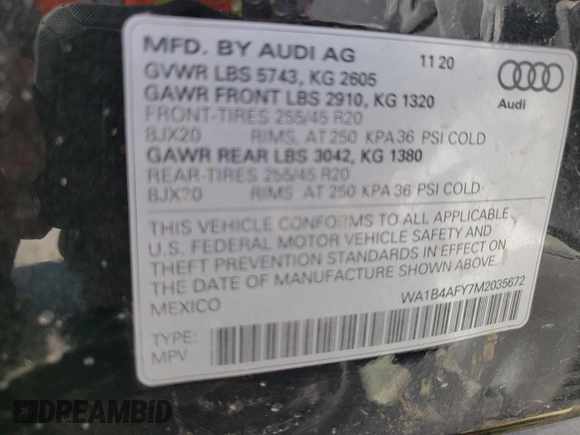 MFD. BY AUDI AG 11 20
GVWR LBS 5743, KG 2605
GAWR FRONT LBS 2910, KG 1320
FRONT-TIRES 255/45 R20
8JX20 RIMS, AT 250 KPA 36 PSI COLD
GAWR REAR LBS 3042, KG 1380
REAR-TIRES 255/45 R20
8JX20 RIMS, AT 250 KPA 36 PSI COLD
Audi
THIS VEHICLE CONFORMS TO ALL APPLICABLE
U.S. FEDERAL MOTOR VEHICLE SAFETY AND
THEFT PREVENTION STANDARDS IN EFFECT ON
THE DATE OF MANUFACTURE SHOWN ABOVE.
MEXICO WA1B4AFY7M2035672
TYPE:
MPV
DREAMBID